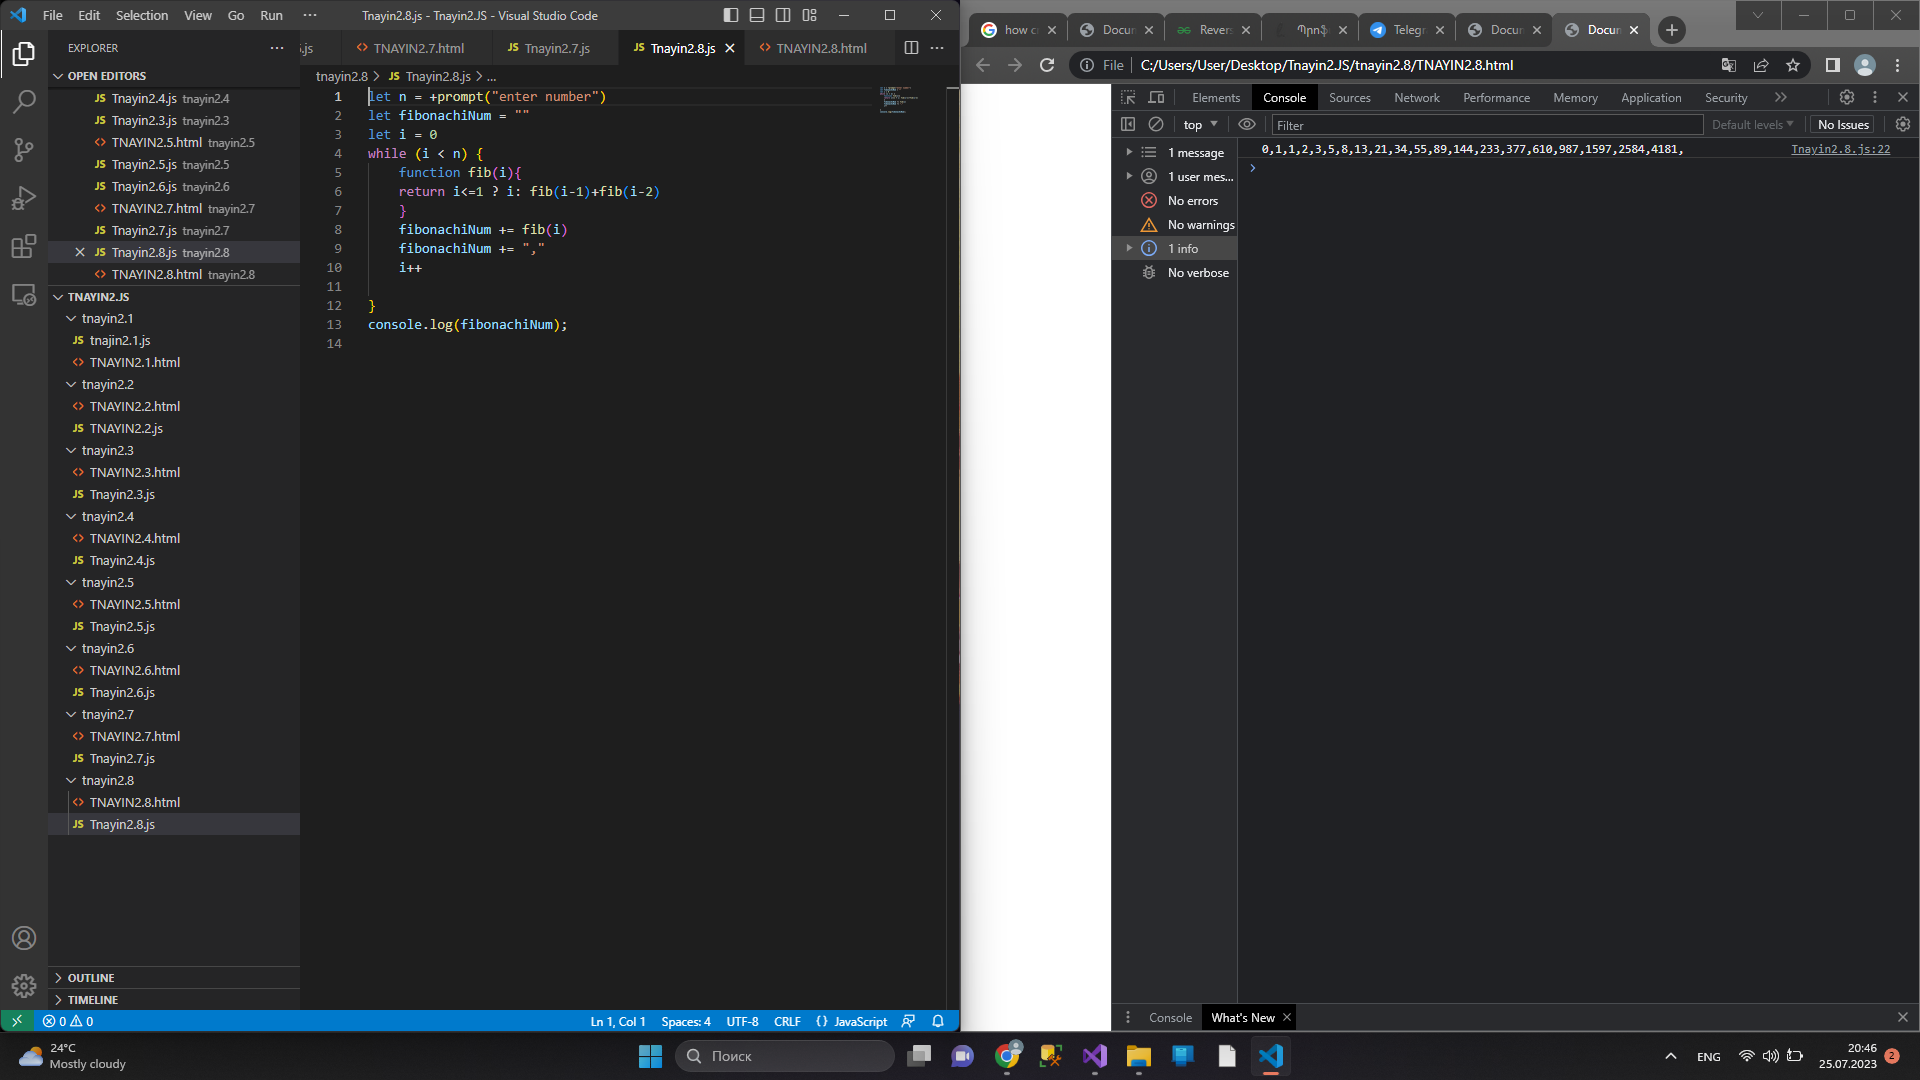 File Edit Selection View Go Run ··· Tnayin2.8.js - Tnayin2.JS - Visual Studio Code
EXPLORER
OPEN EDITORS
JS Tnayin2.4.js tnayin2.4
JS Tnayin2.3.js tnayin2.3
<> TNAYIN2.5.html tnayin2.5
JS Tnayin2.5.js tnayin2.5
JS Tnayin2.6.js tnayin2.6
<> TNAYIN2.7.html tnayin2.7
JS Tnayin2.7.js tnayin2.7
JS Tnayin2.8.js tnayin2.8
<> TNAYIN2.8.html tnayin2.8
TNAYIN2.JS
tnayin2.1
JS tnajin2.1.js
<> TNAYIN2.1.html
tnayin2.2
<> TNAYIN2.2.html
JS TNAYIN2.2.js
tnayin2.3
<> TNAYIN2.3.html
JS Tnayin2.3.js
tnayin2.4
<> TNAYIN2.4.html
JS Tnayin2.4.js
tnayin2.5
<> TNAYIN2.5.html
JS Tnayin2.5.js
tnayin2.6
<> TNAYIN2.6.html
JS Tnayin2.6.js
tnayin2.7
<> TNAYIN2.7.html
JS Tnayin2.7.js
tnayin2.8
<> TNAYIN2.8.html
JS Tnayin2.8.js
OUTLINE
TIMELINE
.js <> TNAYIN2.7.html JS Tnayin2.7.js JS Tnayin2.8.js <> TNAYIN2.8.html
tnayin2.8 > JS Tnayin2.8.js > ...
1 let n = +prompt("enter number")
2 let fibonachiNum = ""
3 let i = 0
4 while (i < n) {
5 function fib(i){
6 return i<=1 ? i: fib(i-1)+fib(i-2)
7 }
8 fibonachiNum += fib(i)
9 fibonachiNum += ","
10 i++
11
12 }
13 console.log(fibonachiNum);
14
0 0 Ln 1, Col 1 Spaces: 4 UTF-8 CRLF {} JavaScript
how c Docum Revers Պրոֆ Telegr Docum Docum
File C:/Users/User/Desktop/Tnayin2.JS/tnayin2.8/TNAYIN2.8.html
Elements Console Sources Network Performance Memory Application Security
top Filter Default levels No Issues
1 message
1 user mes...
No errors
No warnings
1 info
No verbose
0,1,1,2,3,5,8,13,21,34,55,89,144,233,377,610,987,1597,2584,4181, Tnayin2.8.js:22
Console What's New
24°C
Mostly cloudy
Поиск
ENG
20:46
25.07.2023
2